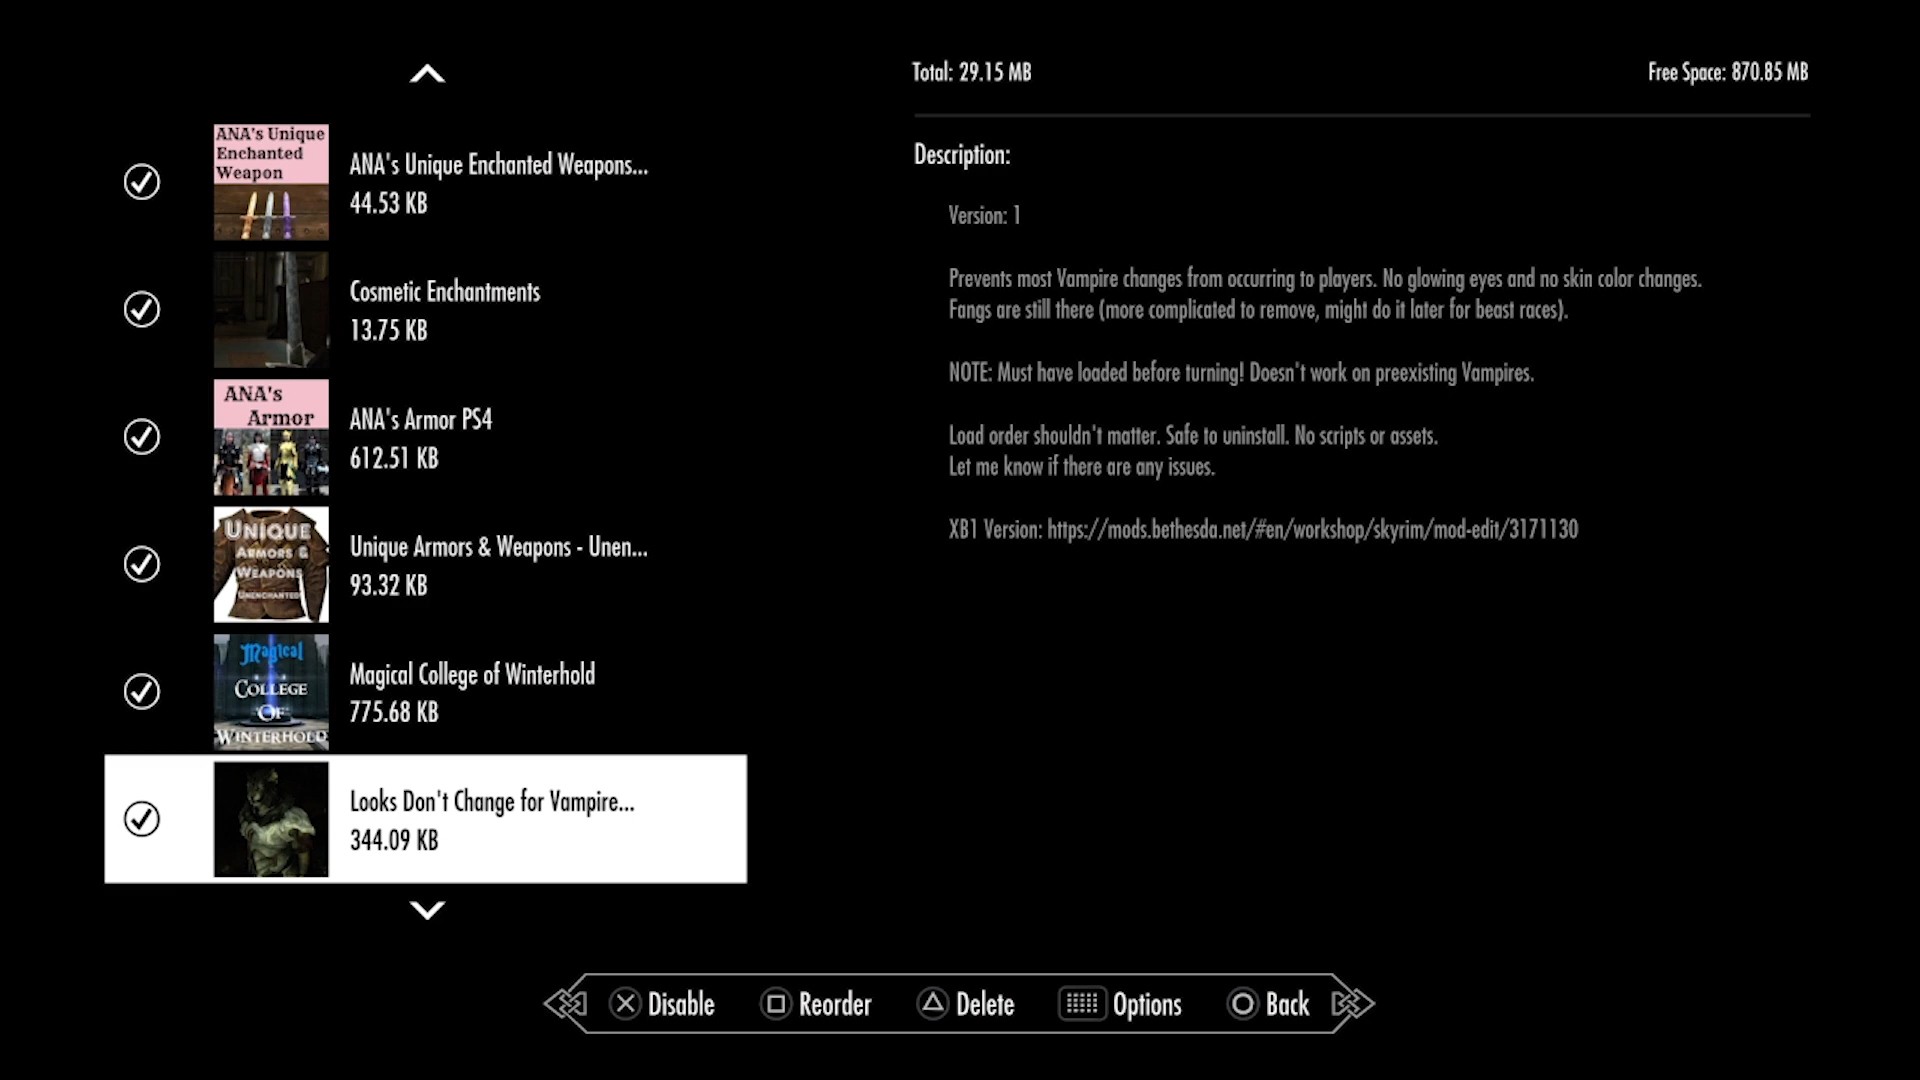 Total: 29.15 MB
Free Space: 870.85 MB
ANA's Unique
Enchanted
Weapon
ANA's Unique Enchanted Weapons...
44.53 KB
Cosmetic Enchantments
13.75 KB
ANA's
Armor
ANA's Armor PS4
612.51 KB
UNIQUE
ARMORS &
WEAPONS
UNENCHANTED
Unique Armors & Weapons - Unen...
93.32 KB
Magical
COLLEGE
OF
WINTERHOLD
Magical College of Winterhold
775.68 KB
Looks Don't Change for Vampire...
344.09 KB
Description:
Version: 1
Prevents most Vampire changes from occurring to players. No glowing eyes and no skin color changes.
Fangs are still there (more complicated to remove, might do it later for beast races).
NOTE: Must have loaded before turning! Doesn't work on preexisting Vampires.
Load order shouldn't matter. Safe to uninstall. No scripts or assets.
Let me know if there are any issues.
XB1 Version: https://mods.bethesda.net/#en/workshop/skyrim/mod-edit/3171130
Disable Reorder Delete Options Back